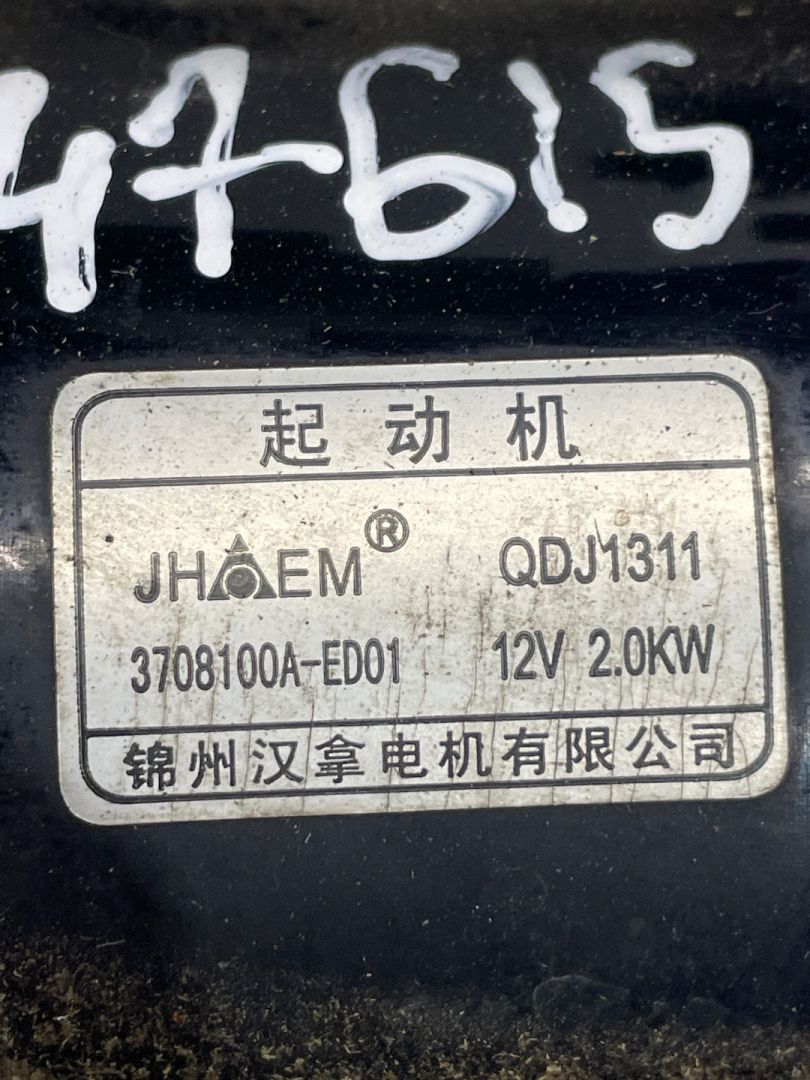 47615
起动机
JHAEM®
QDJ1311
3708100A-ED01
12V 2.0KW
锦州汉拿电机有限公司